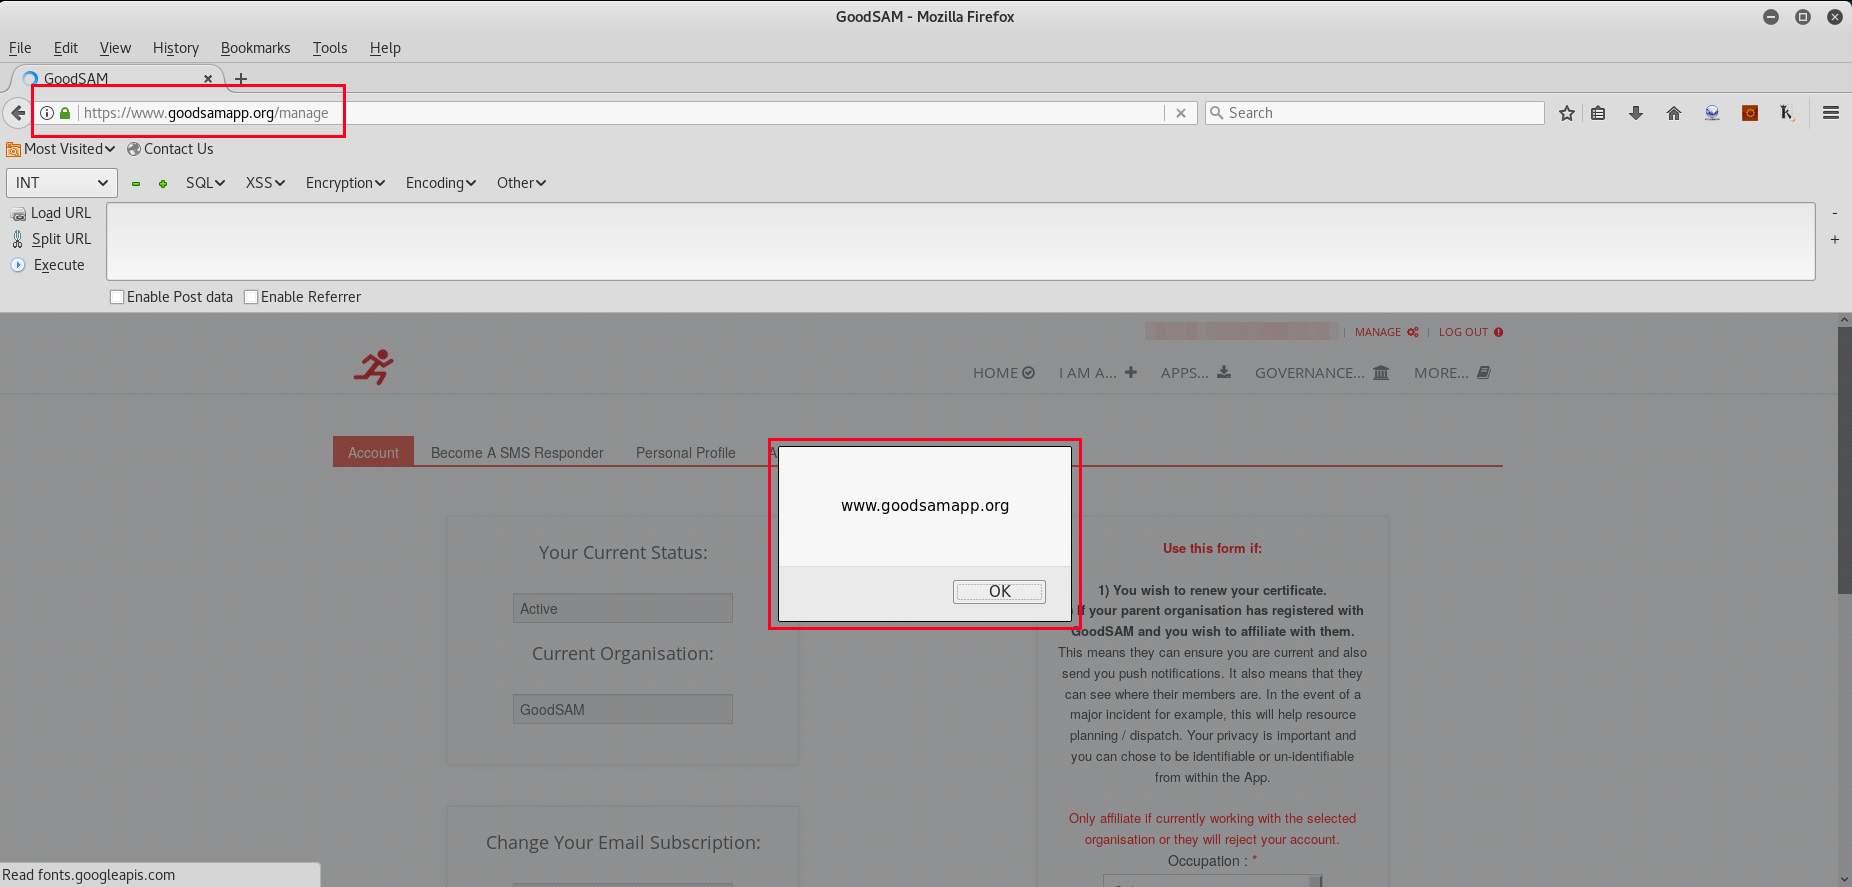 GoodSAM - Mozilla Firefox
File Edit View History Bookmarks Tools Help
GoodSAM
https://www.goodsamapp.org/manage
Search
Most Visited Contact Us
INT SQL XSS Encryption Encoding Other
Load URL
Split URL
Execute
Enable Post data Enable Referrer
MANAGE | LOG OUT
HOME I AM A... APPS... GOVERNANCE... MORE...
Account Become A SMS Responder Personal Profile
www.goodsamapp.org
OK
Your Current Status:
Active
Current Organisation:
GoodSAM
Change Your Email Subscription:
Use this form if:
1) You wish to renew your certificate.
If your parent organisation has registered with
GoodSAM and you wish to affiliate with them.
This means they can ensure you are current and also
send you push notifications. It also means that they
can see where their members are. In the event of a
major incident for example, this will help resource
planning / dispatch. Your privacy is important and
you can chose to be identifiable or un-identifiable
from within the App.
Only affiliate if currently working with the selected
organisation or they will reject your account.
Occupation : *
Read fonts.googleapis.com